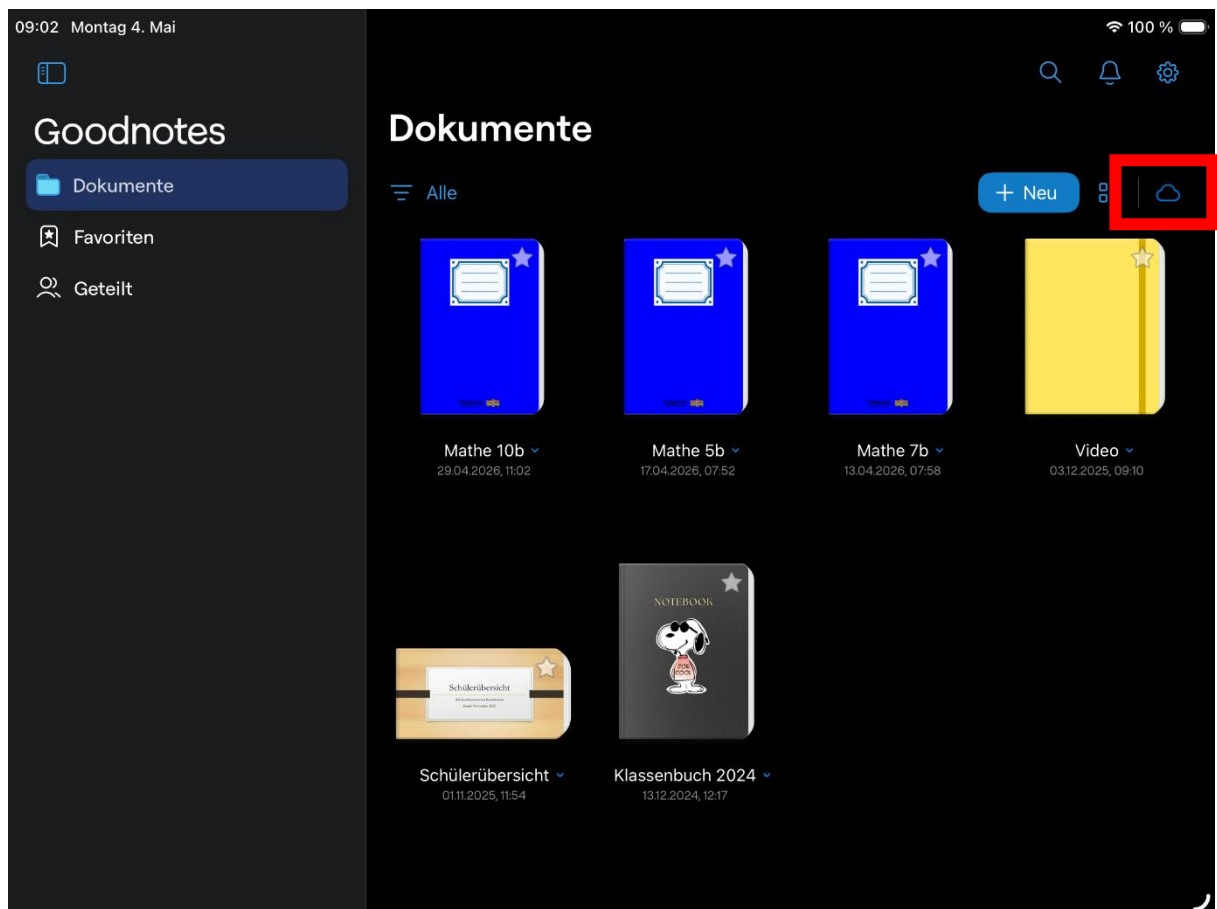 09:02 Montag 4. Mai
100 %
Goodnotes
Dokumente
Favoriten
Geteilt
Dokumente
Alle
+ Neu
Mathe 10b
29.04.2026, 11:02
Mathe 5b
17.04.2026, 07:52
Mathe 7b
13.04.2026, 07:58
Video
03.12.2025, 09:10
Schülerübersicht
NOTEBOOK
JOE
COOL
Schülerübersicht
01.11.2025, 11:54
Klassenbuch 2024
13.12.2024, 12:17